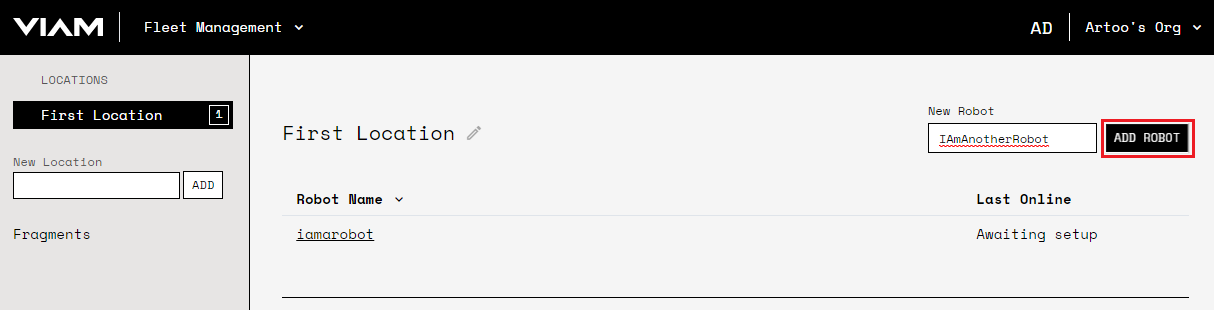 VIAM Fleet Management AD Artoo's Org
LOCATIONS
First Location 1
New Location
ADD
Fragments
First Location
New Robot
IAmAnotherRobot ADD ROBOT
Robot Name Last Online
iamarobot Awaiting setup